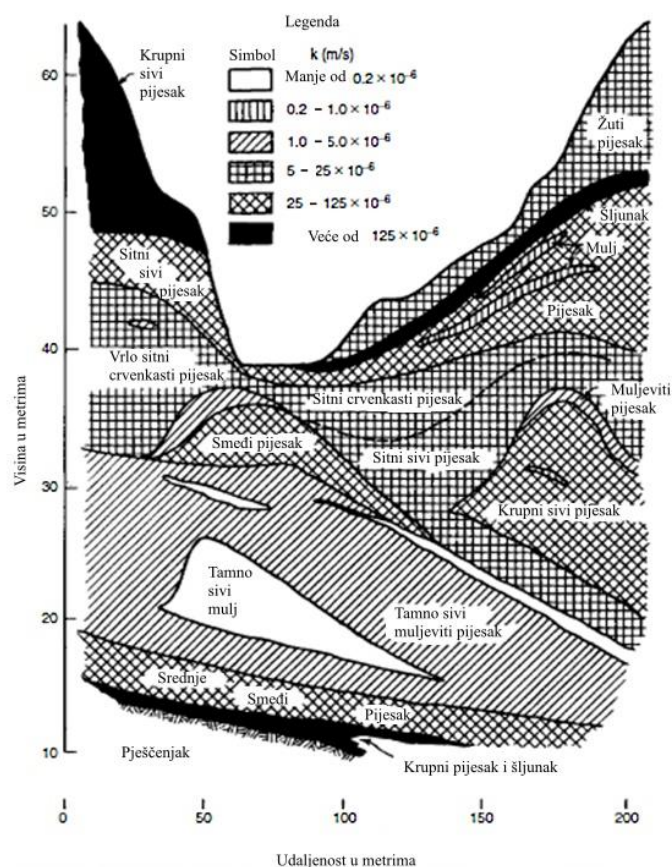 Legenda
Simbol k (m/s)
Manje od 0.2 × 10⁻⁶
0.2 – 1.0 × 10⁻⁶
1.0 – 5.0 × 10⁻⁶
5 – 25 × 10⁻⁶
25 – 125 × 10⁻⁶
Veće od 125 × 10⁻⁶
Krupni
sivi
pijesak
Žuti
pijesak
Šljunak
Mulj
Sitni
sivi
pijesak
Pijesak
Vrlo sitni
crvenkasti pijesak
Sitni crvenkasti pijesak
Muljeviti
pijesak
Smeđi pijesak
Sitni sivi pijesak
Krupni sivi pijesak
Tamno
sivi
mulj
Tamno sivi
muljeviti pijesak
Srednje
Smeđi
Pijesak
Pješčenjak
Krupni pijesak i šljunak
Visina u metrima
60
50
40
30
20
10
0 50 100 150 200
Udaljenost u metrima